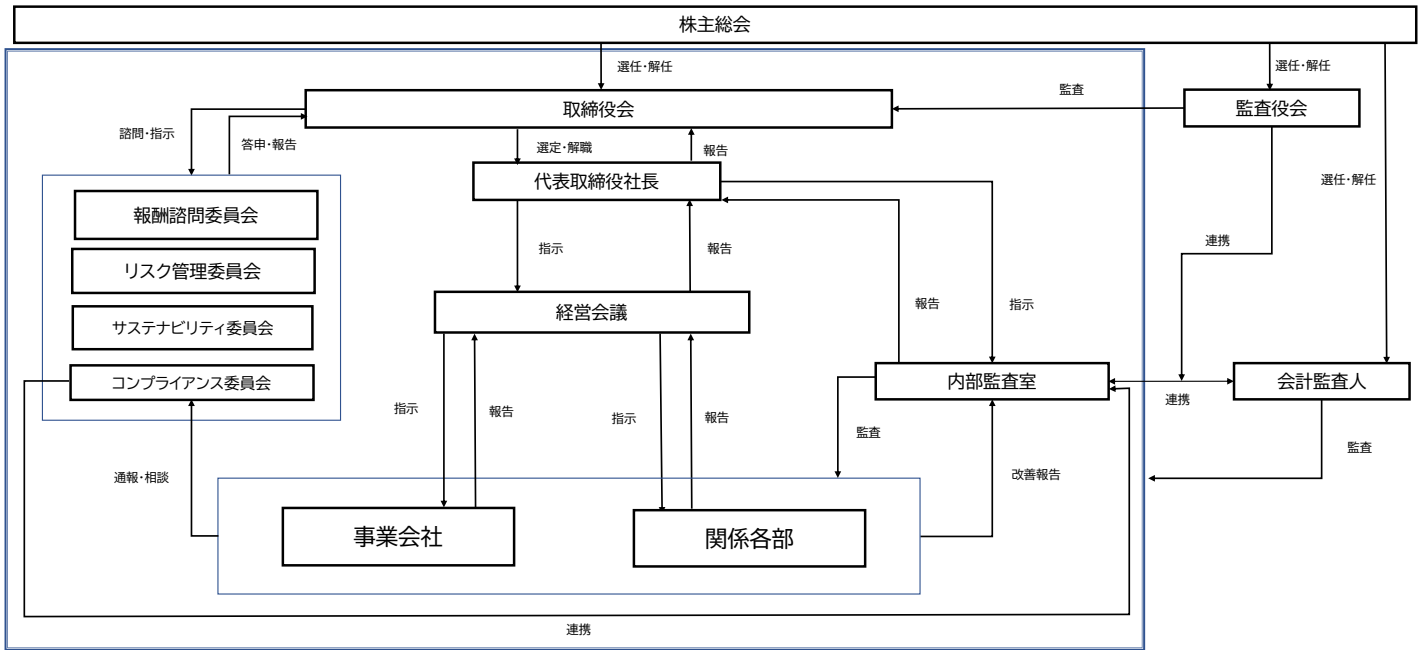 株主総会
選任・解任
選任・解任
監査
取締役会
監査役会
諮問・指示
答申・報告
選定・解職
報告
代表取締役社長
選任・解任
報酬諮問委員会
連携
指示
報告
リスク管理委員会
報告
指示
経営会議
サステナビリティ委員会
コンプライアンス委員会
内部監査室
会計監査人
連携
指示
報告
指示
報告
監査
監査
通報・相談
改善報告
事業会社
関係各部
連携